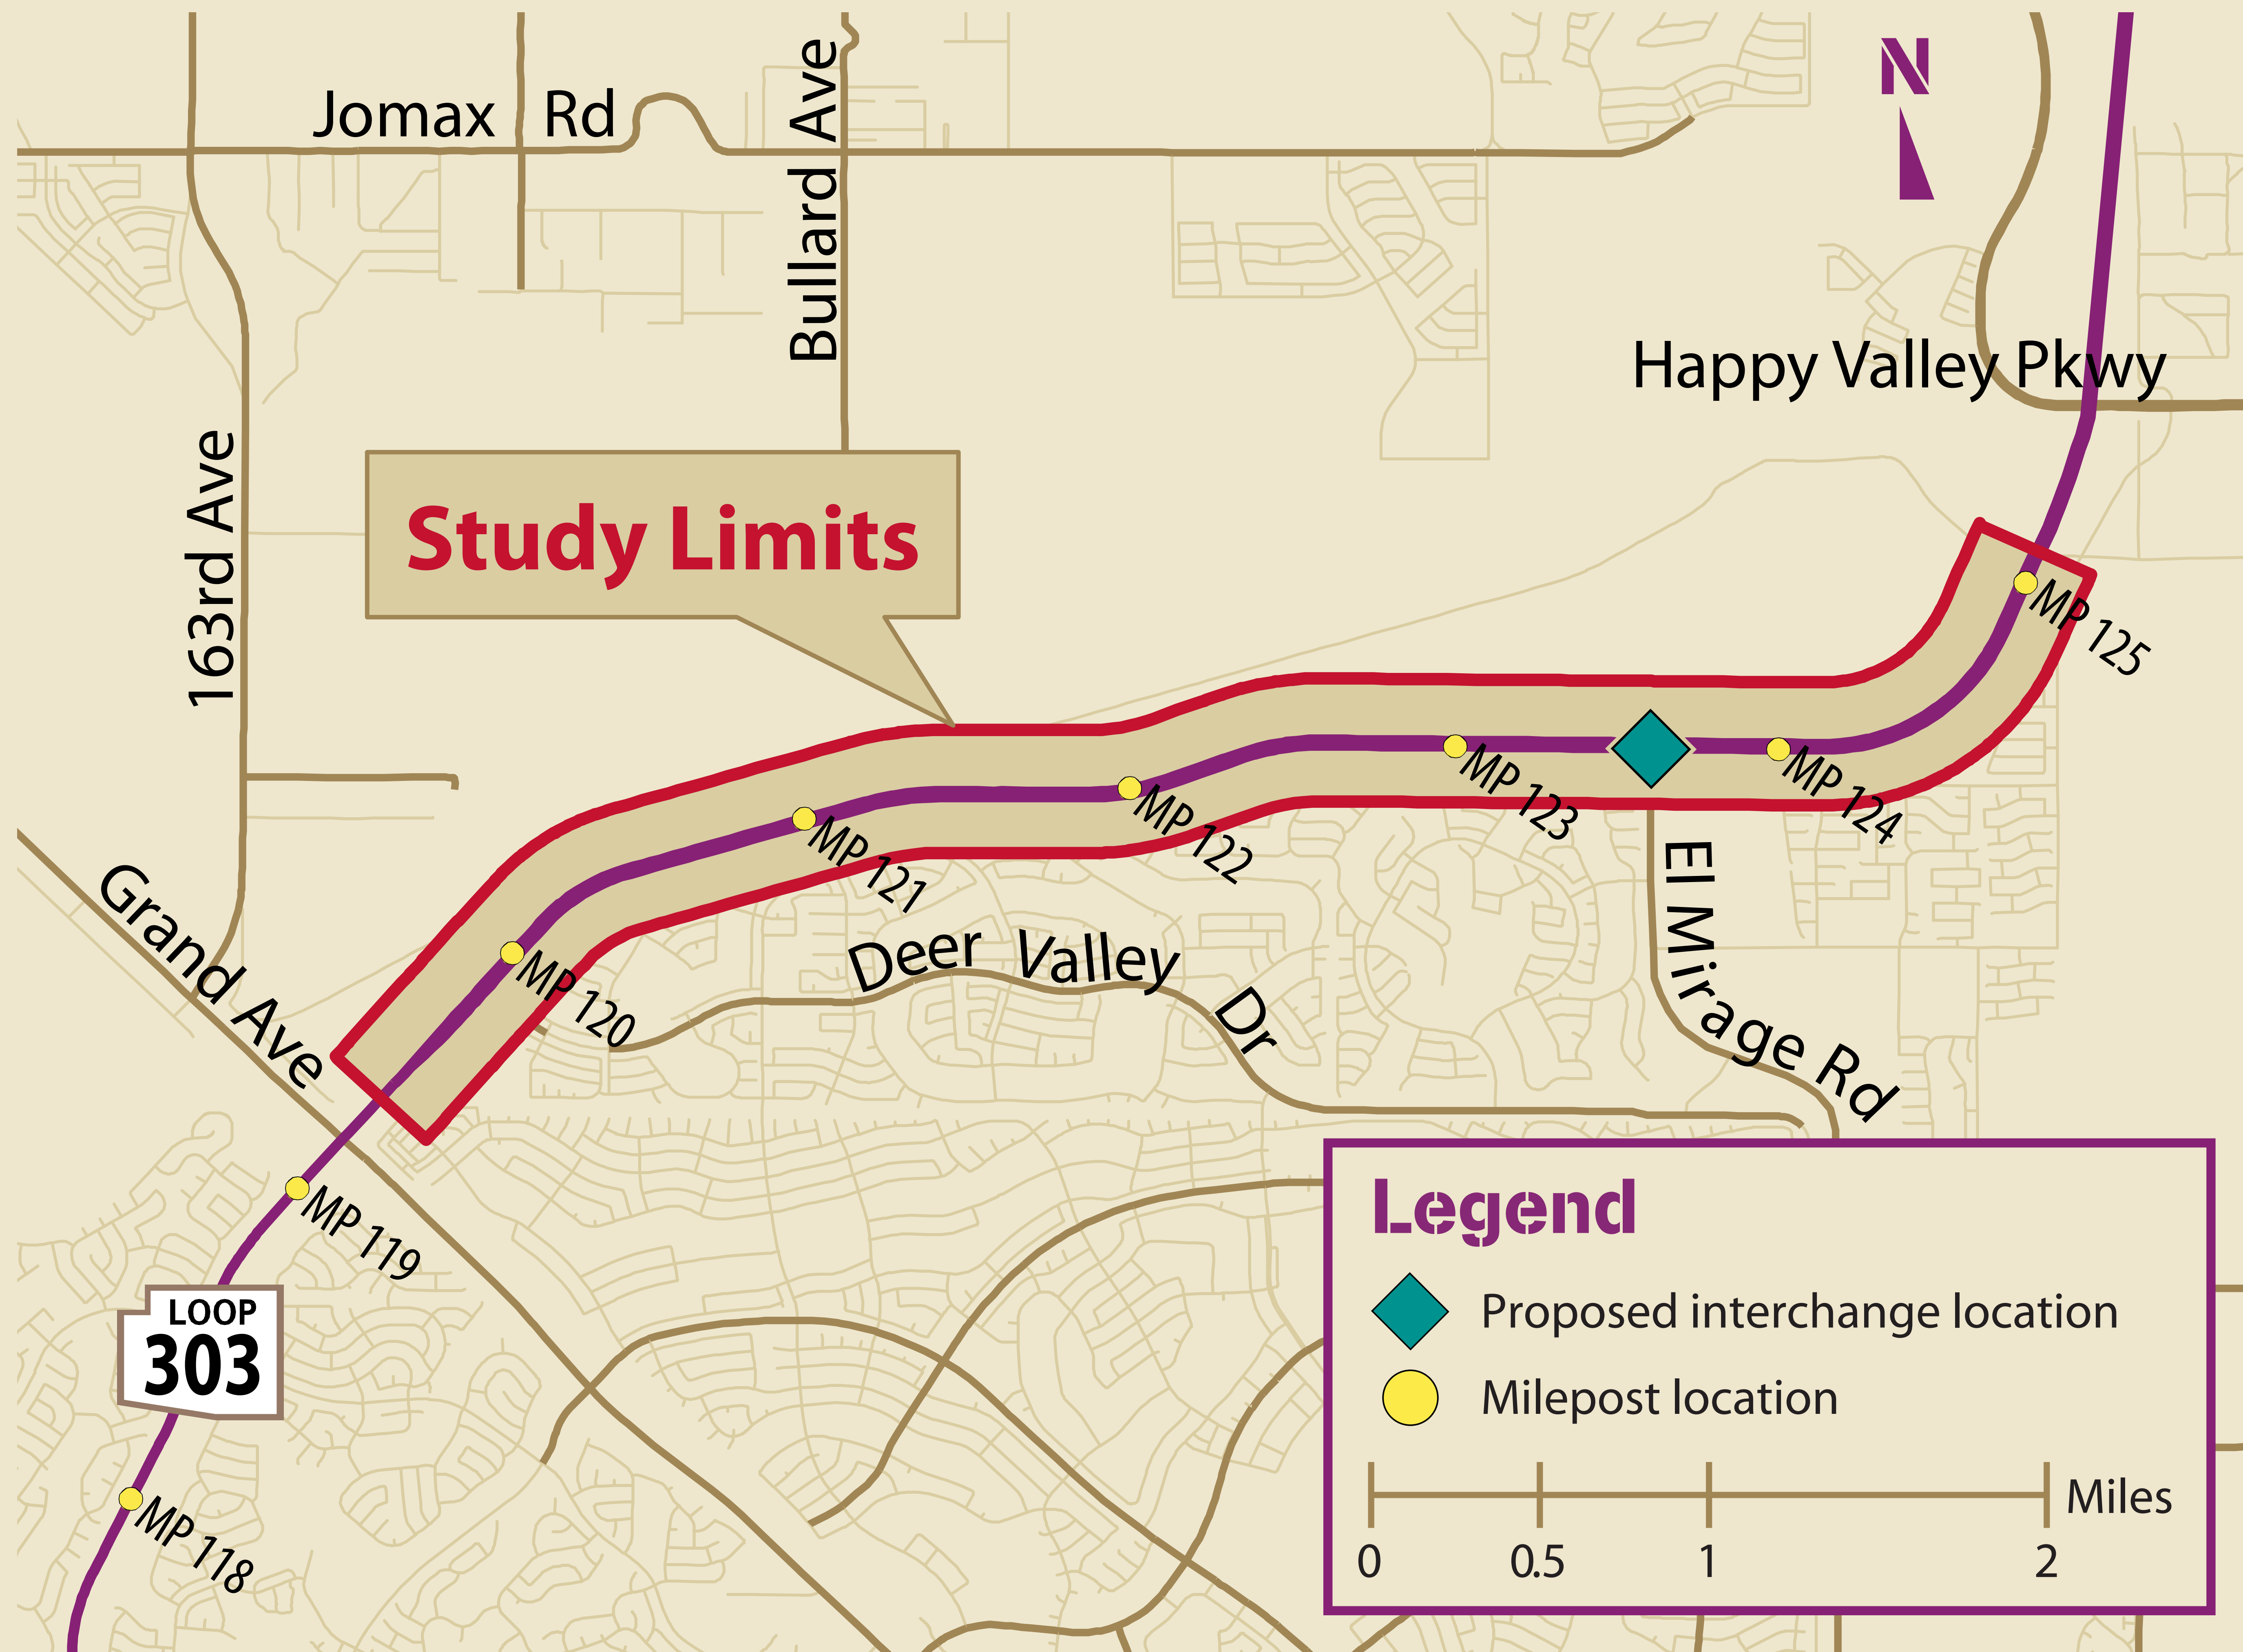 N
Jomax Rd
Bullard Ave
Happy Valley Pkwy
163rd Ave
Study Limits
MP 125
MP 124
MP 123
MP 122
MP 121
MP 120
El Mirage Rd
Deer Valley Dr
Grand Ave
MP 119
LOOP
303
MP 118
Legend
Proposed interchange location
Milepost location
Miles
0 0.5 1 2